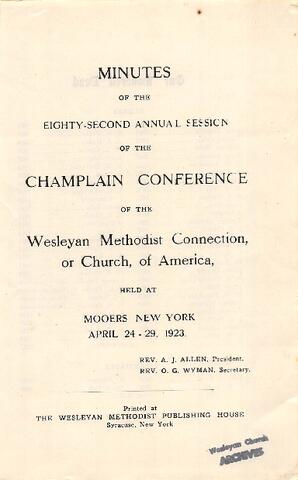 MINUTES
OF THE
EIGHTY-SECOND ANNUAL SESSION
OF THE
CHAMPLAIN CONFERENCE
OF THE
Wesleyan Methodist Connection,
or Church, of America,
HELD AT
MOOERS NEW YORK
APRIL 24 - 29, 1923.
REV. A. J. ALLEN, President.
REV. O. G. WYMAN, Secretary.
Printed at
THE WESLEYAN METHODIST PUBLISHING HOUSE
Syracuse, New York
Wesleyan Church
ARCHIVES